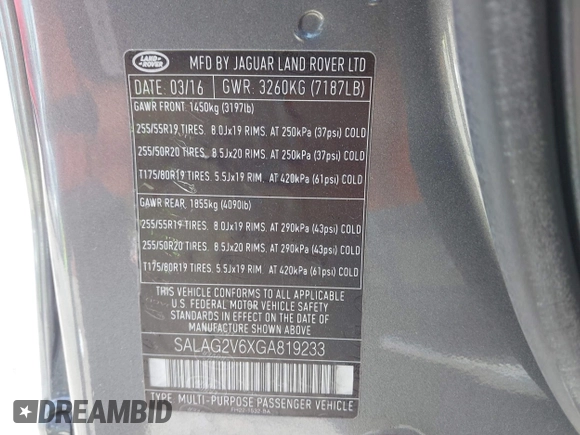 LAND ROVER
MFD BY JAGUAR LAND ROVER LTD
DATE: 03/16 GWR: 3260KG (7187LB)
GAWR FRONT: 1450kg (3197lb)
255/55R19 TIRES. 8.0Jx19 RIMS. AT 250kPa (37psi) COLD
255/50R20 TIRES. 8.5Jx20 RIMS. AT 250kPa (37psi) COLD
T175/80R19 TIRES. 5.5Jx19 RIM. AT 420kPa (61psi) COLD
GAWR REAR. 1855kg (4090lb)
255/55R19 TIRES. 8.0Jx19 RIMS. AT 290kPa (43psi) COLD
255/50R20 TIRES. 8.5Jx20 RIMS. AT 290kPa (43psi) COLD
T175/80R19 TIRES. 5.5Jx19 RIM. AT 420kPa (61psi) COLD
THIS VEHICLE CONFORMS TO ALL APPLICABLE
U.S. FEDERAL MOTOR VEHICLE SAFETY
STANDARDS IN EFFECT ON THE DATE OF
MANUFACTURE SHOWN ABOVE.
SALAG2V6XGA819233
TYPE: MULTI-PURPOSE PASSENGER VEHICLE
DREAMBID